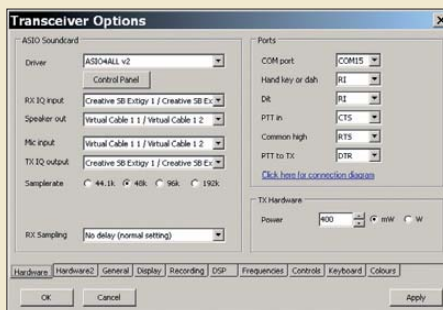 Transceiver Options
ASIO Soundcard
Driver
ASIO4ALL v2
Control Panel
RX IQ input
Creative SB Extigy 1 / Creative SB Ex
Speaker out
Virtual Cable 1 1 / Virtual Cable 1 2
Mic input
Virtual Cable 1 1 / Virtual Cable 1 2
TX IQ output
Creative SB Extigy 1 / Creative SB Ex
Samplerate
44.1k 48k 96k 192k
RX Sampling
No delay (normal setting)
Ports
COM port
COM15
Hand key or dah
RI
Dit
RI
PTT in
CTS
Common high
RTS
PTT to TX
DTR
Click here for connection diagram
TX Hardware
Power
400
mW W
Hardware Hardware2 General Display Recording DSP Frequencies Controls Keyboard Colours
OK Cancel Apply